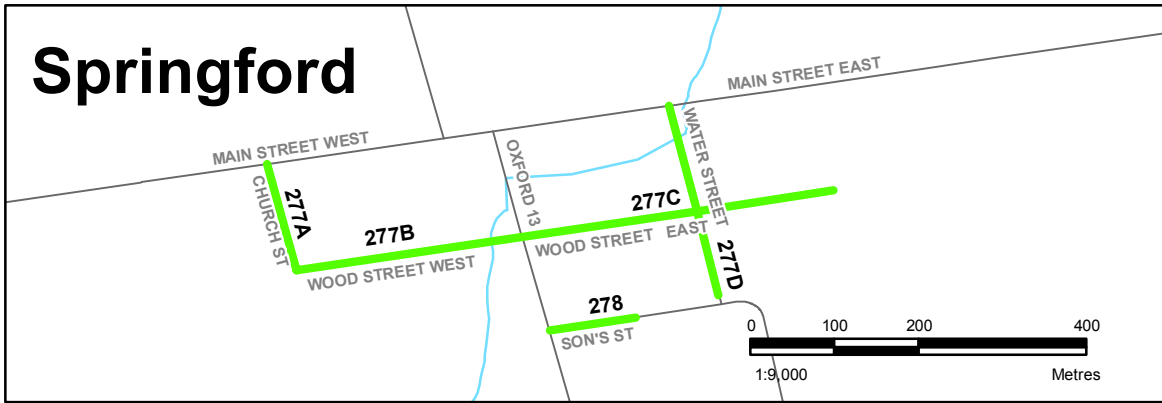 Springford
MAIN STREET EAST
MAIN STREET WEST
WATER STREET
OXFORD 13
CHURCH ST
277A
277B
277C
WOOD STREET EAST
WOOD STREET WEST
277D
278
SON'S ST
0 100 200 400
1:9,000 Metres